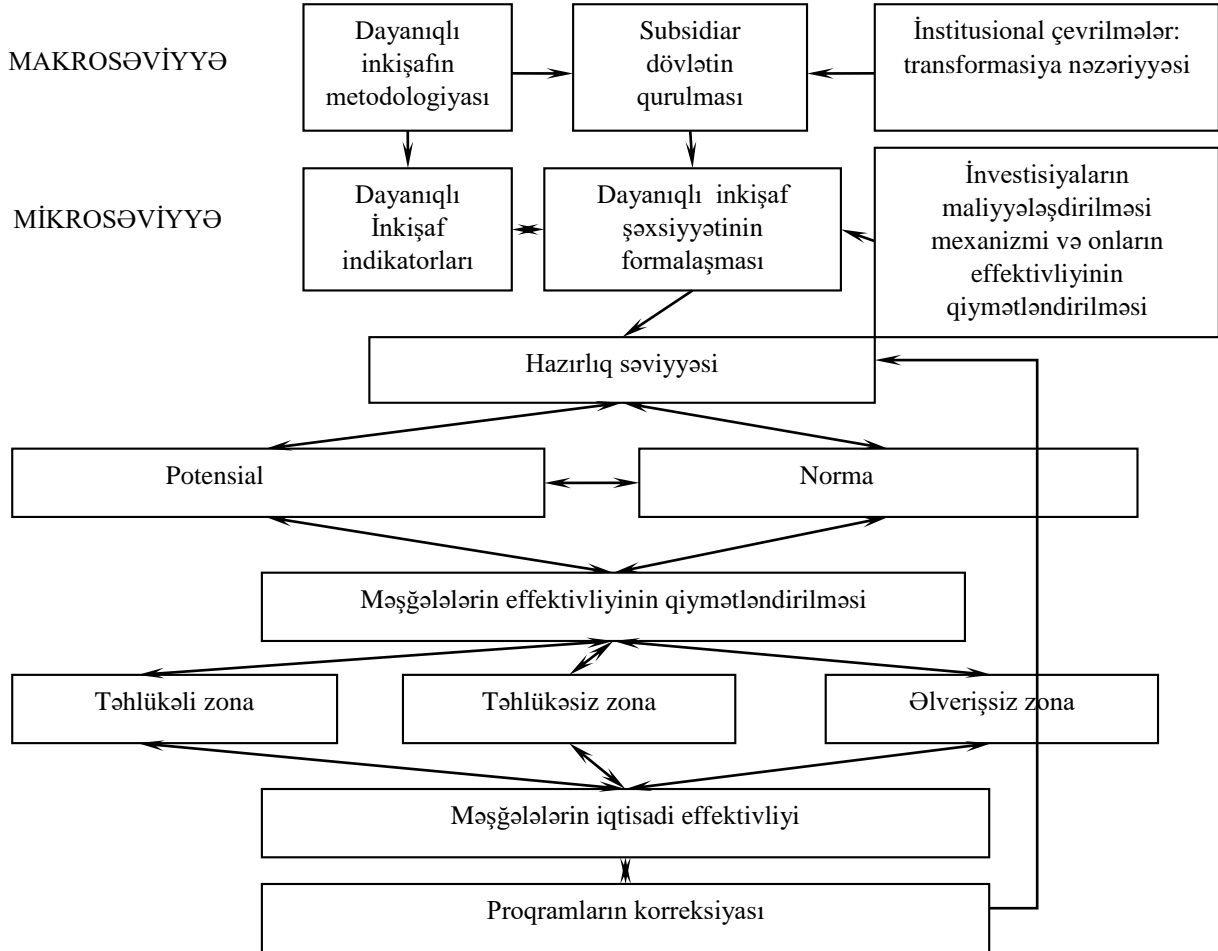 MAKROSƏVİYYƏ
Dayanıqlı
inkişafın
metodologiyası
Subsidiar
dövlətin
qurulması
İnstitusional çevrilmələr:
transformasiya nəzəriyyəsi
MİKROSƏVİYYƏ
Dayanıqlı
İnkişaf
indikatorları
Dayanıqlı inkişaf
şəxsiyyətinin
formalaşması
İnvestisiyaların
maliyyələşdirilməsi
mexanizmi və onların
effektivliyinin
qiymətləndirilməsi
Hazırlıq səviyyəsi
Potensial
Norma
Məşğələlərin effektivliyinin qiymətləndirilməsi
Təhlükəli zona
Təhlükəsiz zona
Əlverişsiz zona
Məşğələlərin iqtisadi effektivliyi
Proqramların korreksiyası